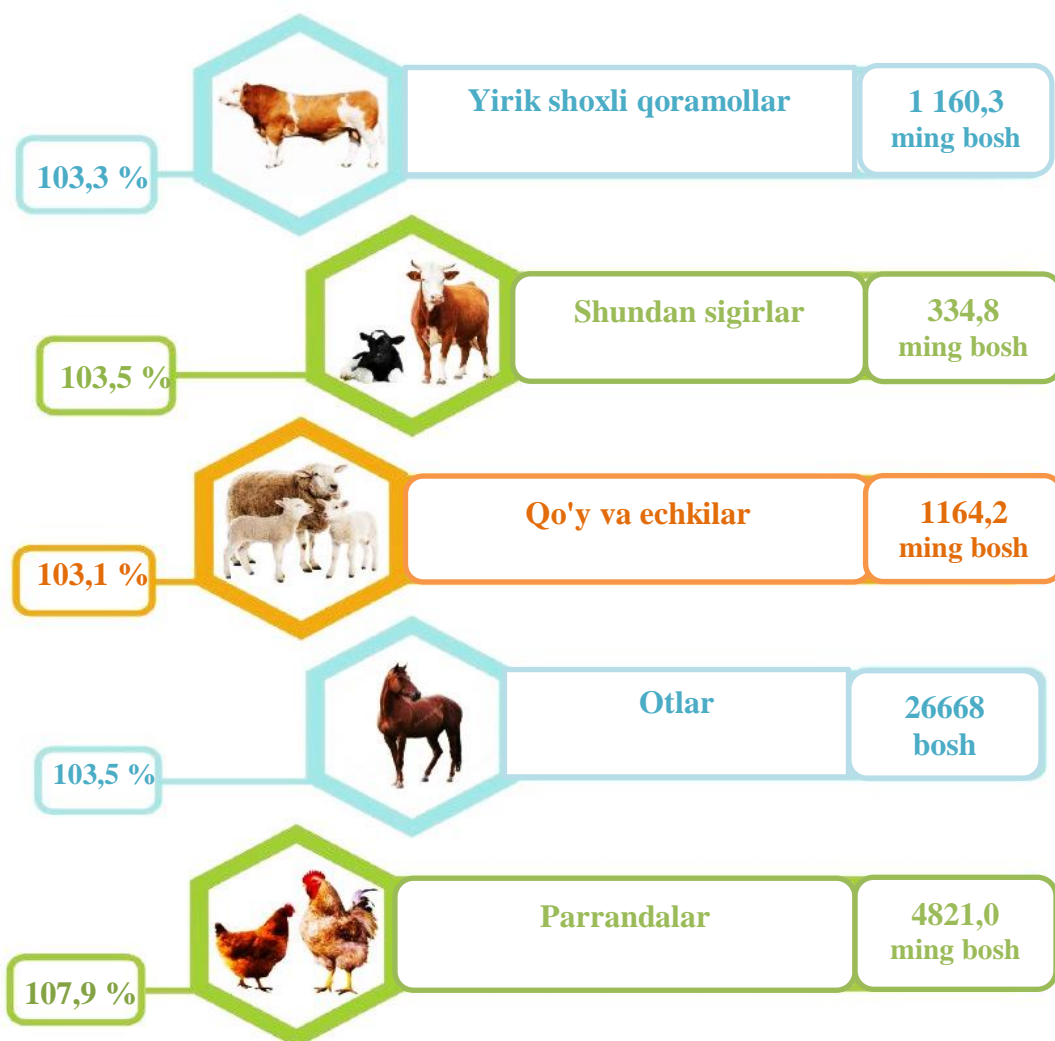 Yirik shoxli qoramollar
1 160,3
ming bosh
103,3 %
Shundan sigirlar
334,8
ming bosh
103,5 %
Qo'y va echkilar
1164,2
ming bosh
103,1 %
Otlar
26668
bosh
103,5 %
Parrandalar
4821,0
ming bosh
107,9 %